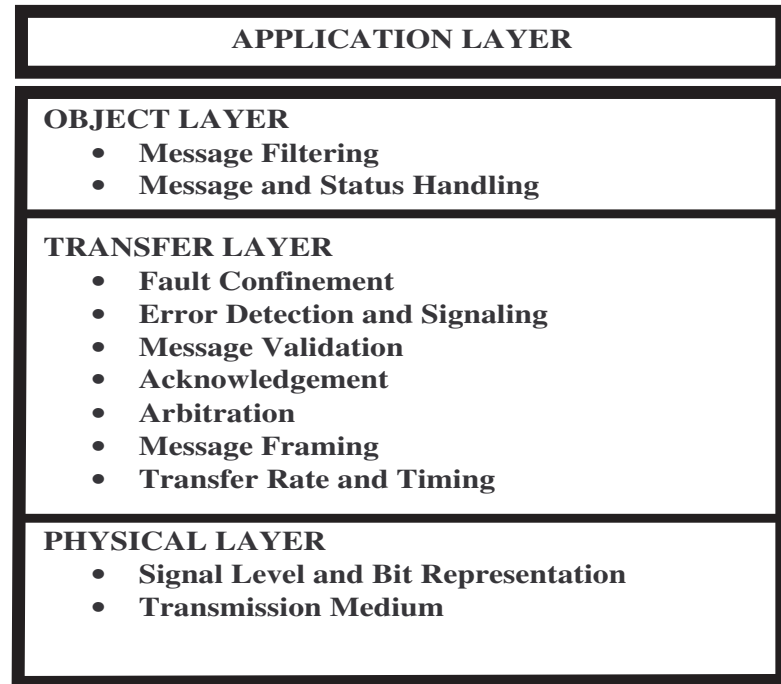 APPLICATION LAYER
OBJECT LAYER
• Message Filtering
• Message and Status Handling
TRANSFER LAYER
• Fault Confinement
• Error Detection and Signaling
• Message Validation
• Acknowledgement
• Arbitration
• Message Framing
• Transfer Rate and Timing
PHYSICAL LAYER
• Signal Level and Bit Representation
• Transmission Medium